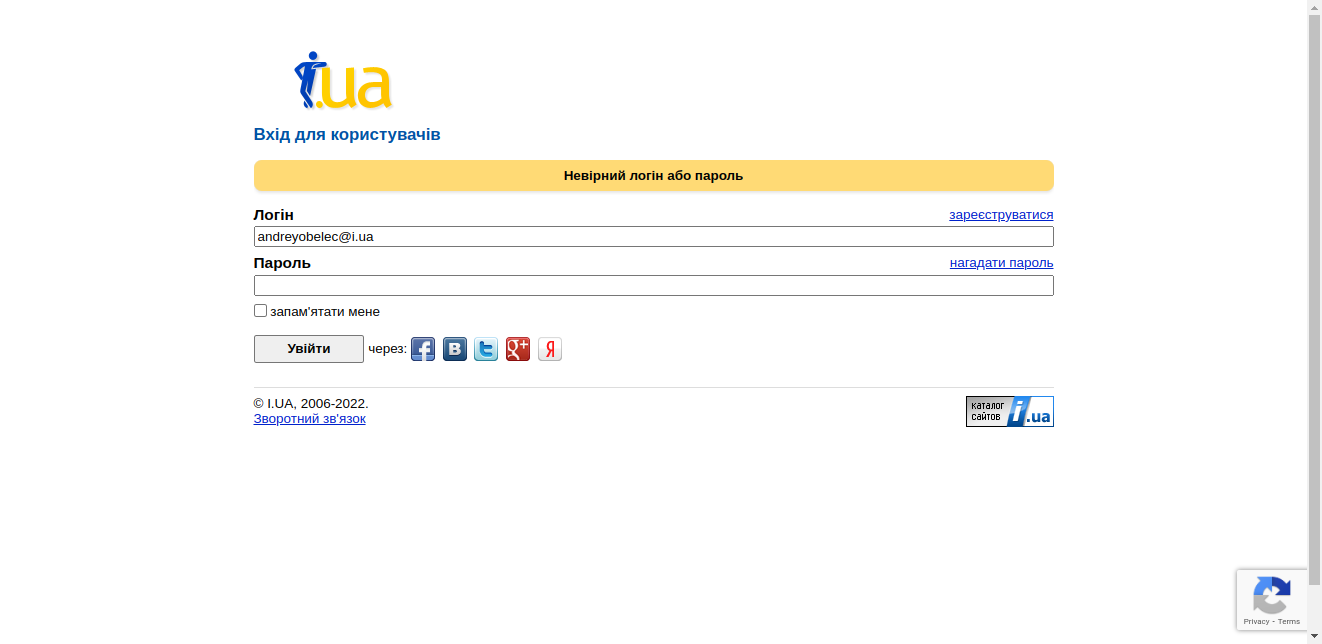 i.ua
Вхід для користувачів
Невірний логін або пароль
Логін
зареєструватися
andreyobelec@i.ua
Пароль
нагадати пароль
запам'ятати мене
Увійти через:
© I.UA, 2006-2022.
Зворотний зв'язок
каталог
сайтов
i.ua
Privacy - Terms